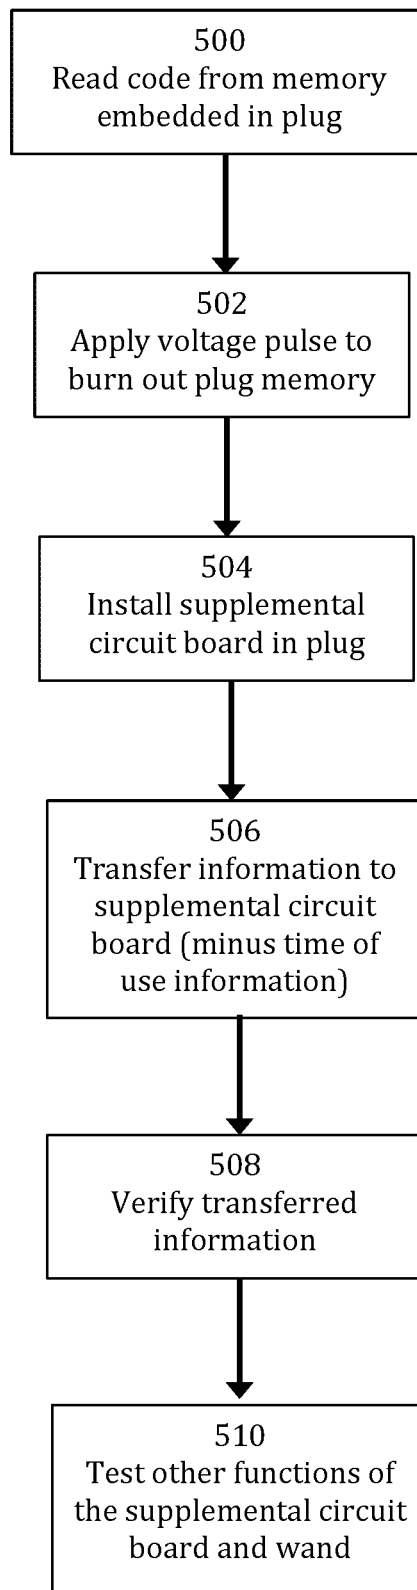 500
Read code from memory
embedded in plug
502
Apply voltage pulse to
burn out plug memory
504
Install supplemental
circuit board in plug
506
Transfer information to
supplemental circuit
board (minus time of
use information)
508
Verify transferred
information
510
Test other functions of
the supplemental circuit
board and wand